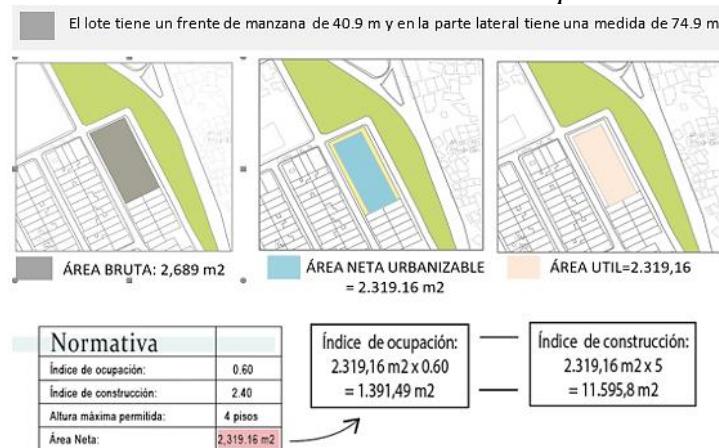 El lote tiene un frente de manzana de 40.9 m y en la parte lateral tiene una medida de 74.9 m
ÁREA BRUTA: 2,689 m2
ÁREA NETA URBANIZABLE
= 2.319.16 m2
ÁREA UTIL=2.319,16
Normativa
Índice de ocupación: 0.60
Índice de construcción: 2.40
Altura máxima permitida: 4 pisos
Área Neta: 2,319.16 m2
Índice de ocupación:
2.319,16 m2 x 0.60
= 1.391,49 m2
Índice de construcción:
2.319,16 m2 x 5
= 11.595,8 m2